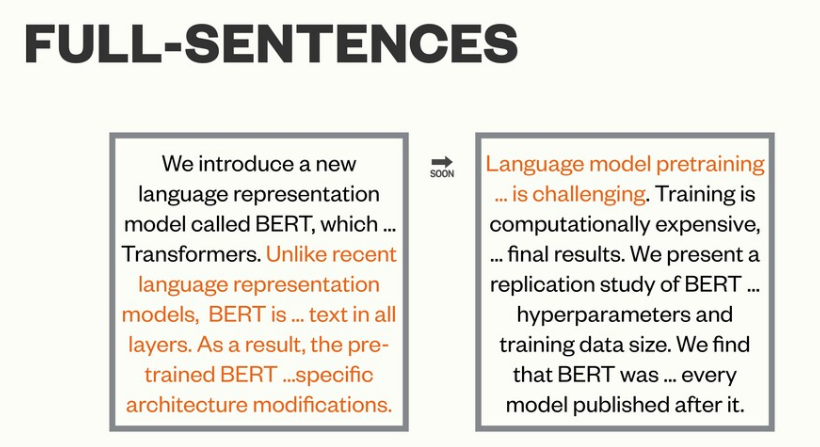 FULL-SENTENCES
We introduce a new
language representation
model called BERT, which ...
Transformers. Unlike recent
language representation
models, BERT is ... text in all
layers. As a result, the pre-
trained BERT ...specific
architecture modifications.
SOON
Language model pretraining
... is challenging. Training is
computationally expensive,
... final results. We present a
replication study of BERT ...
hyperparameters and
training data size. We find
that BERT was ... every
model published after it.